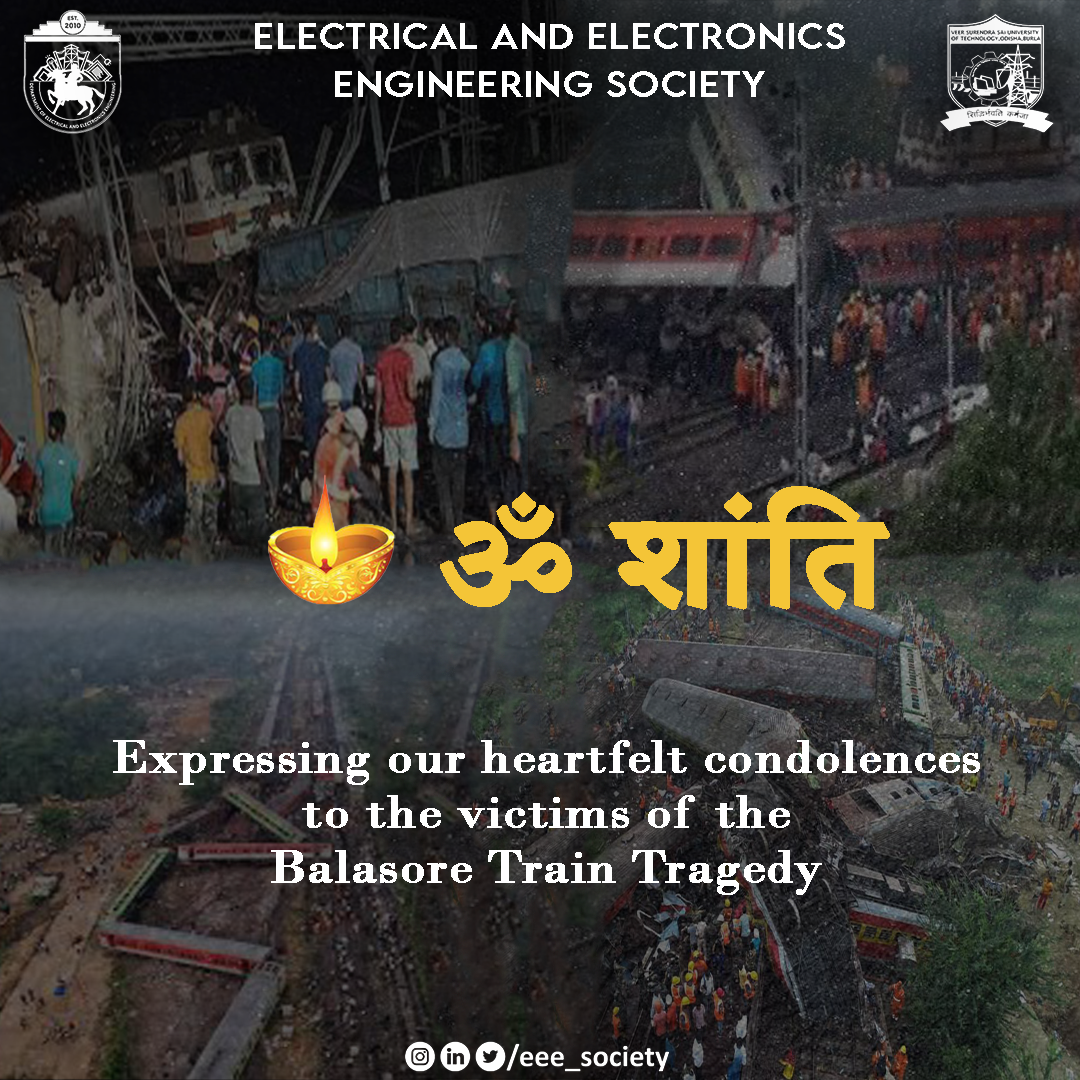 EST.
2010
DEPARTMENT OF ELECTRICAL AND ELECTRONICS ENGINEERING
ELECTRICAL AND ELECTRONICS
ENGINEERING SOCIETY
VEER SURENDRA SAI UNIVERSITY
OF TECHNOLOGY,ODISHA,BURLA
सिद्धिर्भवति कर्मजा
ॐ शांति
Expressing our heartfelt condolences
to the victims of the
Balasore Train Tragedy
/eee_society